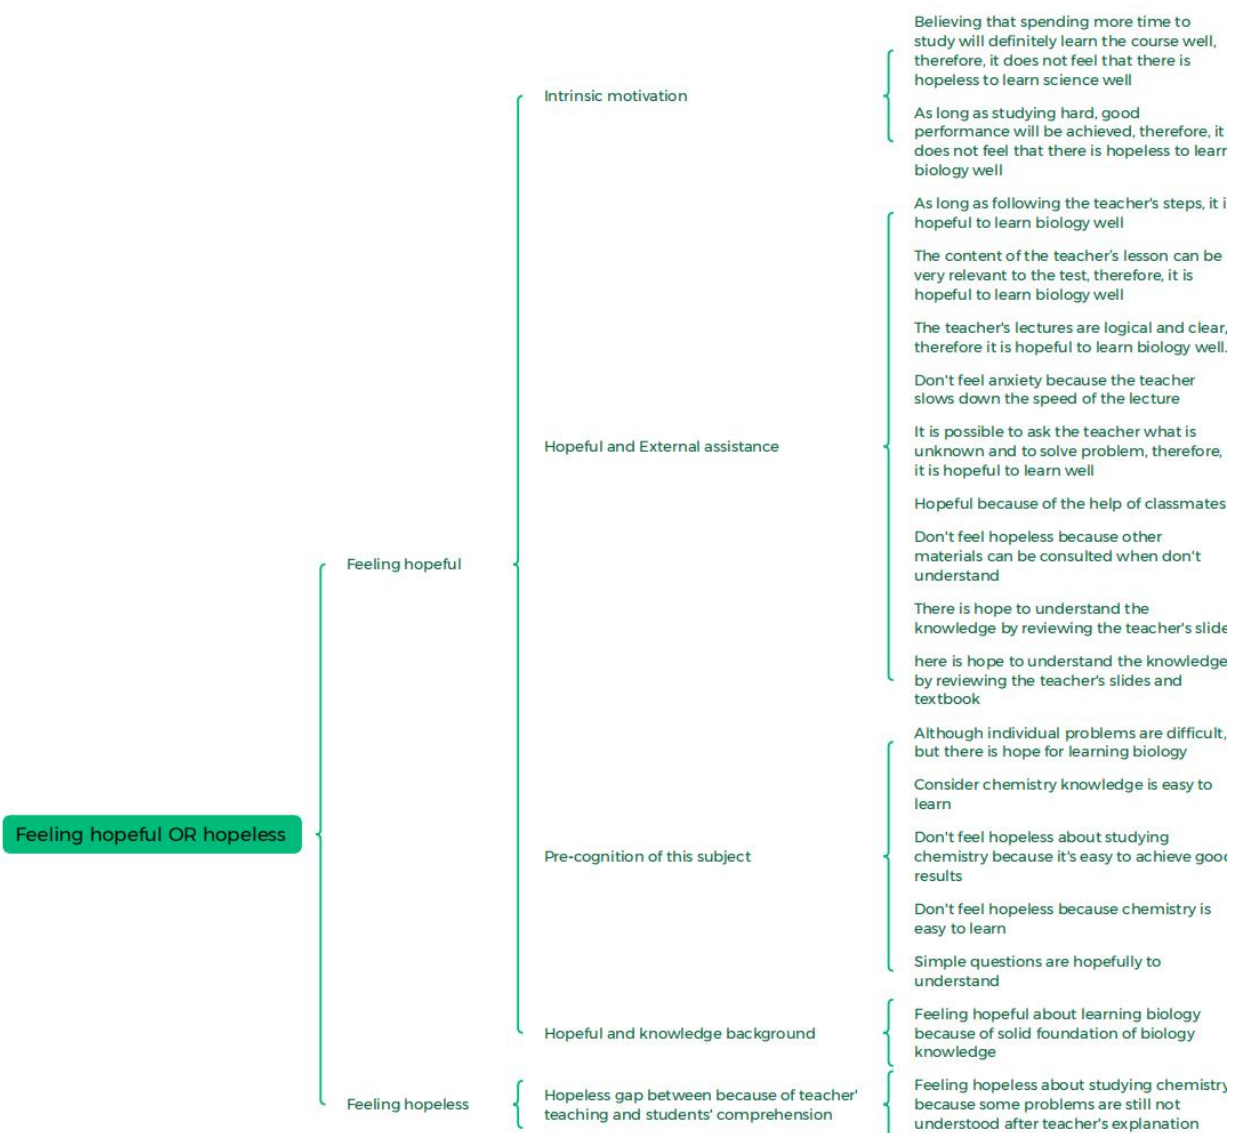 Believing that spending more time to
study will definitely learn the course well,
therefore, it does not feel that there is
hopeless to learn science well
Intrinsic motivation
As long as studying hard, good
performance will be achieved, therefore, it
does not feel that there is hopeless to learn
biology well
As long as following the teacher's steps, it i
hopeful to learn biology well
The content of the teacher's lesson can be
very relevant to the test, therefore, it is
hopeful to learn biology well
The teacher's lectures are logical and clear,
therefore it is hopeful to learn biology well.
Don't feel anxiety because the teacher
slows down the speed of the lecture
Hopeful and External assistance
It is possible to ask the teacher what is
unknown and to solve problem, therefore,
it is hopeful to learn well
Hopeful because of the help of classmates
Don't feel hopeless because other
materials can be consulted when don't
understand
Feeling hopeful
There is hope to understand the
knowledge by reviewing the teacher's slide
here is hope to understand the knowledge
by reviewing the teacher's slides and
textbook
Although individual problems are difficult,
but there is hope for learning biology
Consider chemistry knowledge is easy to
learn
Feeling hopeful OR hopeless
Pre-cognition of this subject
Don't feel hopeless about studying
chemistry because it's easy to achieve good
results
Don't feel hopeless because chemistry is
easy to learn
Simple questions are hopefully to
understand
Hopeful and knowledge background
Feeling hopeful about learning biology
because of solid foundation of biology
knowledge
Feeling hopeless
Hopeless gap between because of teacher'
teaching and students' comprehension
Feeling hopeless about studying chemistry
because some problems are still not
understood after teacher's explanation